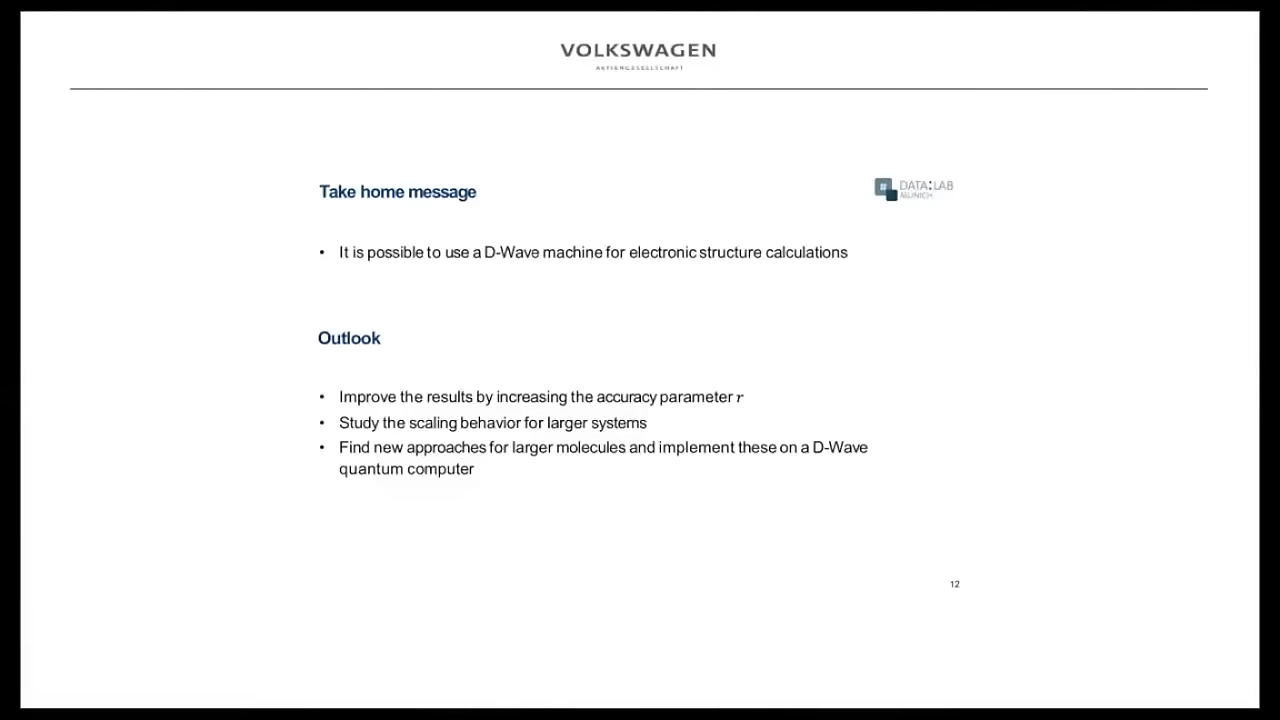 VOLKSWAGEN
AKTIENGESELLSCHAFT
Take home message
DATA:LAB
MUNICH
• It is possible to use a D-Wave machine for electronic structure calculations
Outlook
• Improve the results by increasing the accuracy parameter r
• Study the scaling behavior for larger systems
• Find new approaches for larger molecules and implement these on a D-Wave
quantum computer
12